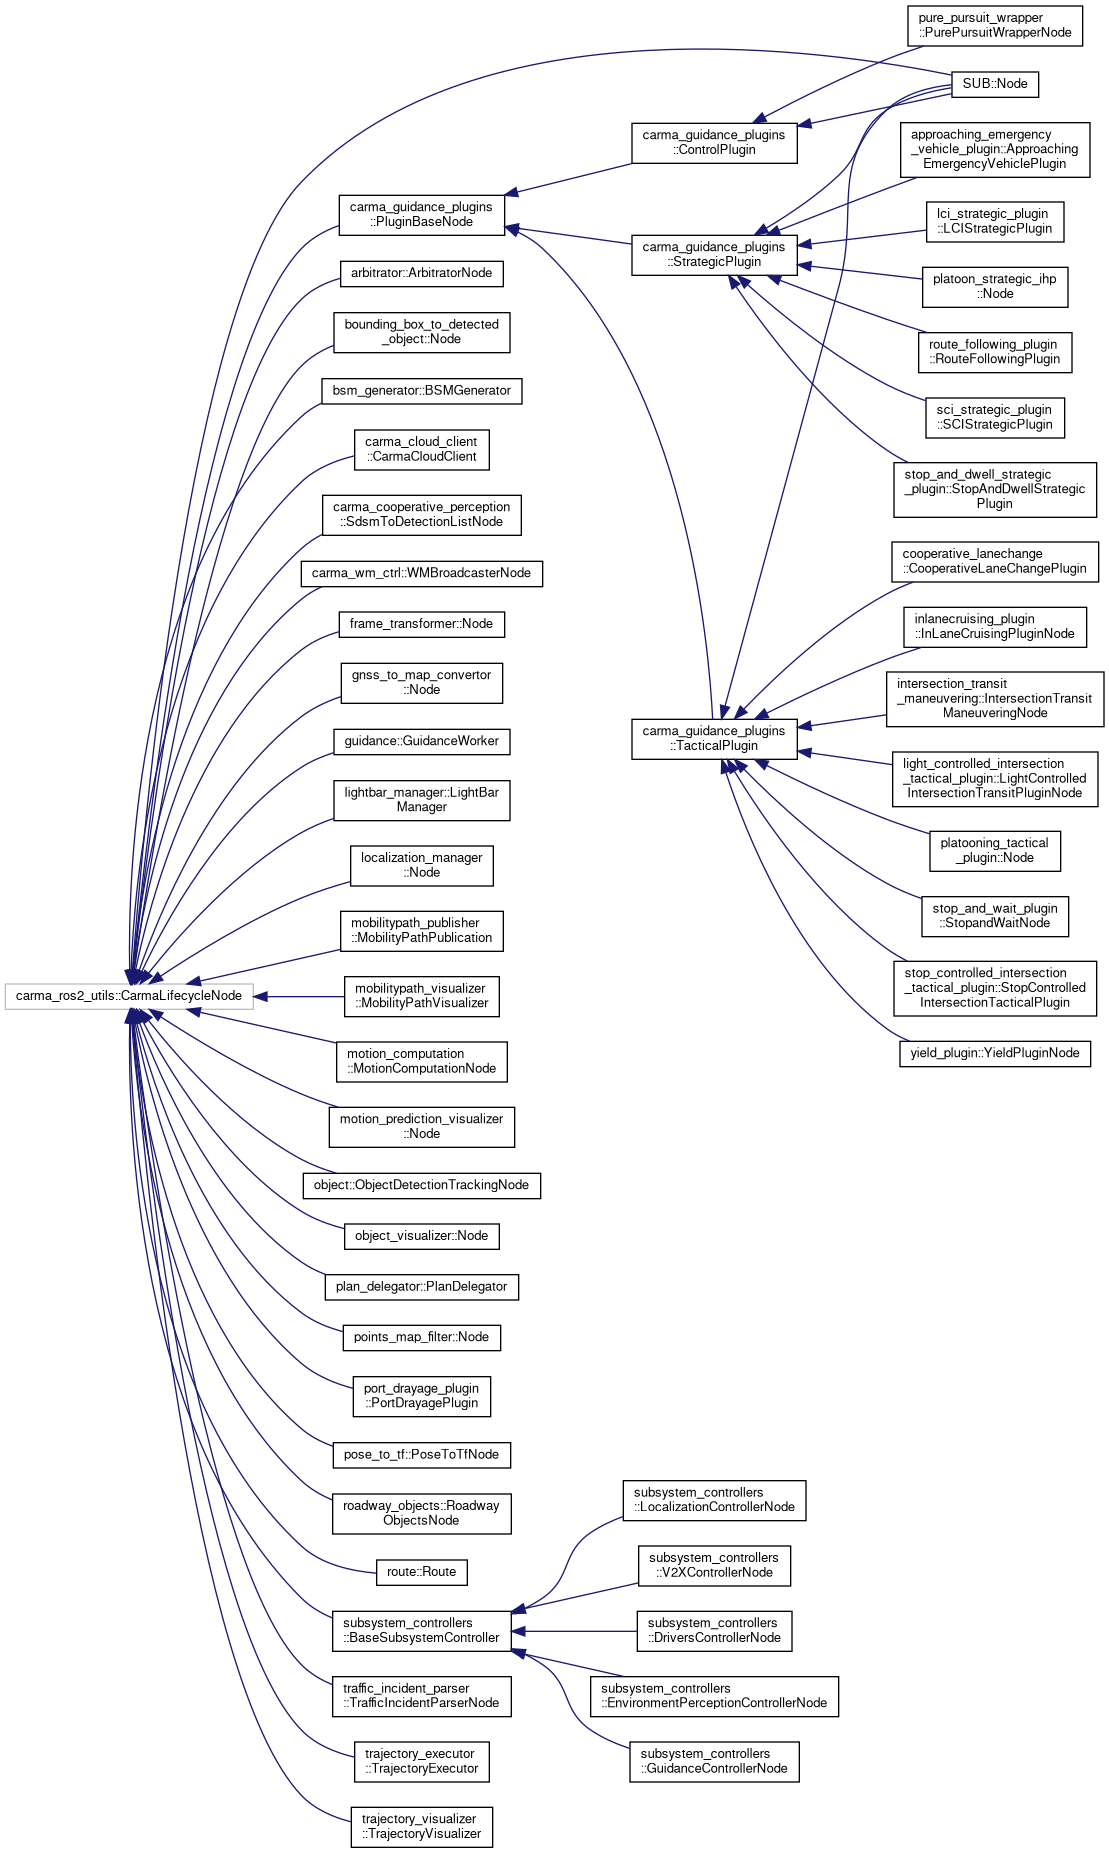 carma_ros2_utils::CarmaLifecycleNode
carma_guidance_plugins
::PluginBaseNode
arbitrator::ArbitratorNode
bounding_box_to_detected
_object::Node
bsm_generator::BSMGenerator
carma_cloud_client
::CarmaCloudClient
carma_cooperative_perception
::SdsmToDetectionListNode
carma_wm_ctrl::WMBroadcasterNode
frame_transformer::Node
gnss_to_map_convertor
::Node
guidance::GuidanceWorker
lightbar_manager::LightBar
Manager
localization_manager
::Node
mobilitypath_publisher
::MobilityPathPublication
mobilitypath_visualizer
::MobilityPathVisualizer
motion_computation
::MotionComputationNode
motion_prediction_visualizer
::Node
object::ObjectDetectionTrackingNode
object_visualizer::Node
plan_delegator::PlanDelegator
points_map_filter::Node
port_drayage_plugin
::PortDrayagePlugin
pose_to_tf::PoseToTfNode
roadway_objects::Roadway
ObjectsNode
route::Route
subsystem_controllers
::BaseSubsystemController
traffic_incident_parser
::TrafficIncidentParserNode
trajectory_executor
::TrajectoryExecutor
trajectory_visualizer
::TrajectoryVisualizer
carma_guidance_plugins
::ControlPlugin
carma_guidance_plugins
::StrategicPlugin
carma_guidance_plugins
::TacticalPlugin
subsystem_controllers
::LocalizationControllerNode
subsystem_controllers
::V2XControllerNode
subsystem_controllers
::DriversControllerNode
subsystem_controllers
::EnvironmentPerceptionControllerNode
subsystem_controllers
::GuidanceControllerNode
pure_pursuit_wrapper
::PurePursuitWrapperNode
SUB::Node
approaching_emergency
_vehicle_plugin::Approaching
EmergencyVehiclePlugin
lci_strategic_plugin
::LCIStrategicPlugin
platoon_strategic_ihp
::Node
route_following_plugin
::RouteFollowingPlugin
sci_strategic_plugin
::SCIStrategicPlugin
stop_and_dwell_strategic
_plugin::StopAndDwellStrategic
Plugin
cooperative_lanechange
::CooperativeLaneChangePlugin
inlanecruising_plugin
::InLaneCruisingPluginNode
intersection_transit
_maneuvering::IntersectionTransit
ManeuveringNode
light_controlled_intersection
_tactical_plugin::LightControlled
IntersectionTransitPluginNode
platooning_tactical
_plugin::Node
stop_and_wait_plugin
::StopandWaitNode
stop_controlled_intersection
_tactical_plugin::StopControlled
IntersectionTacticalPlugin
yield_plugin::YieldPluginNode